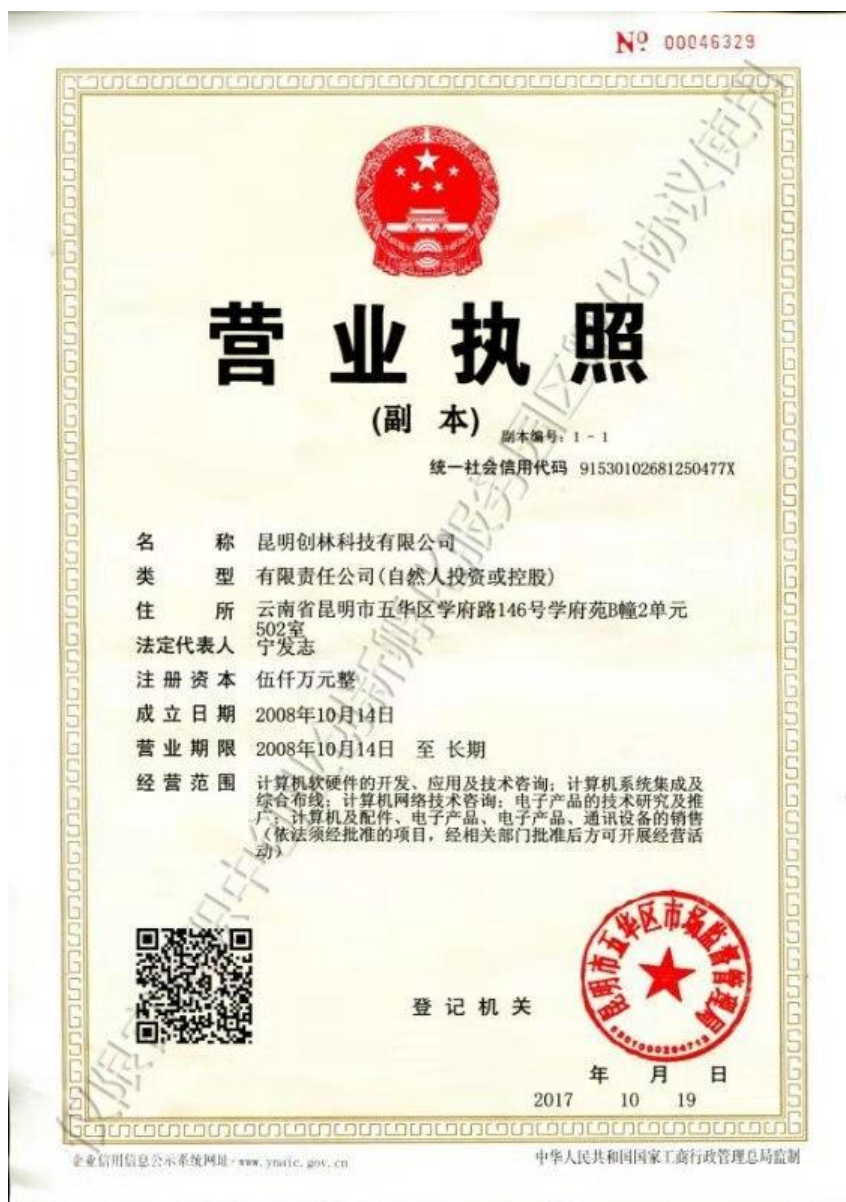 Nº 00046329
营业执照
(副 本)
副本编号：1 - 1
统一社会信用代码 91530102681250477X
名 称 昆明创林科技有限公司
类 型 有限责任公司(自然人投资或控股)
住 所 云南省昆明市五华区学府路146号学府苑B幢2单元
502室
法定代表人 宁发志
注册资本 伍仟万元整
成立日期 2008年10月14日
营业期限 2008年10月14日 至 长期
经营范围 计算机软硬件的开发、应用及技术咨询；计算机系统集成及
综合布线；计算机网络技术咨询；电子产品的技术研究及推
广；计算机及配件、电子产品、电子产品、通讯设备的销售
（依法须经批准的项目，经相关部门批准后方可开展经营活
动）
登记机关
昆明市五华区市场监督管理局
年 月 日
2017 10 19
企业信用信息公示系统网址：www.ynaic.gov.cn
中华人民共和国国家工商行政管理总局监制